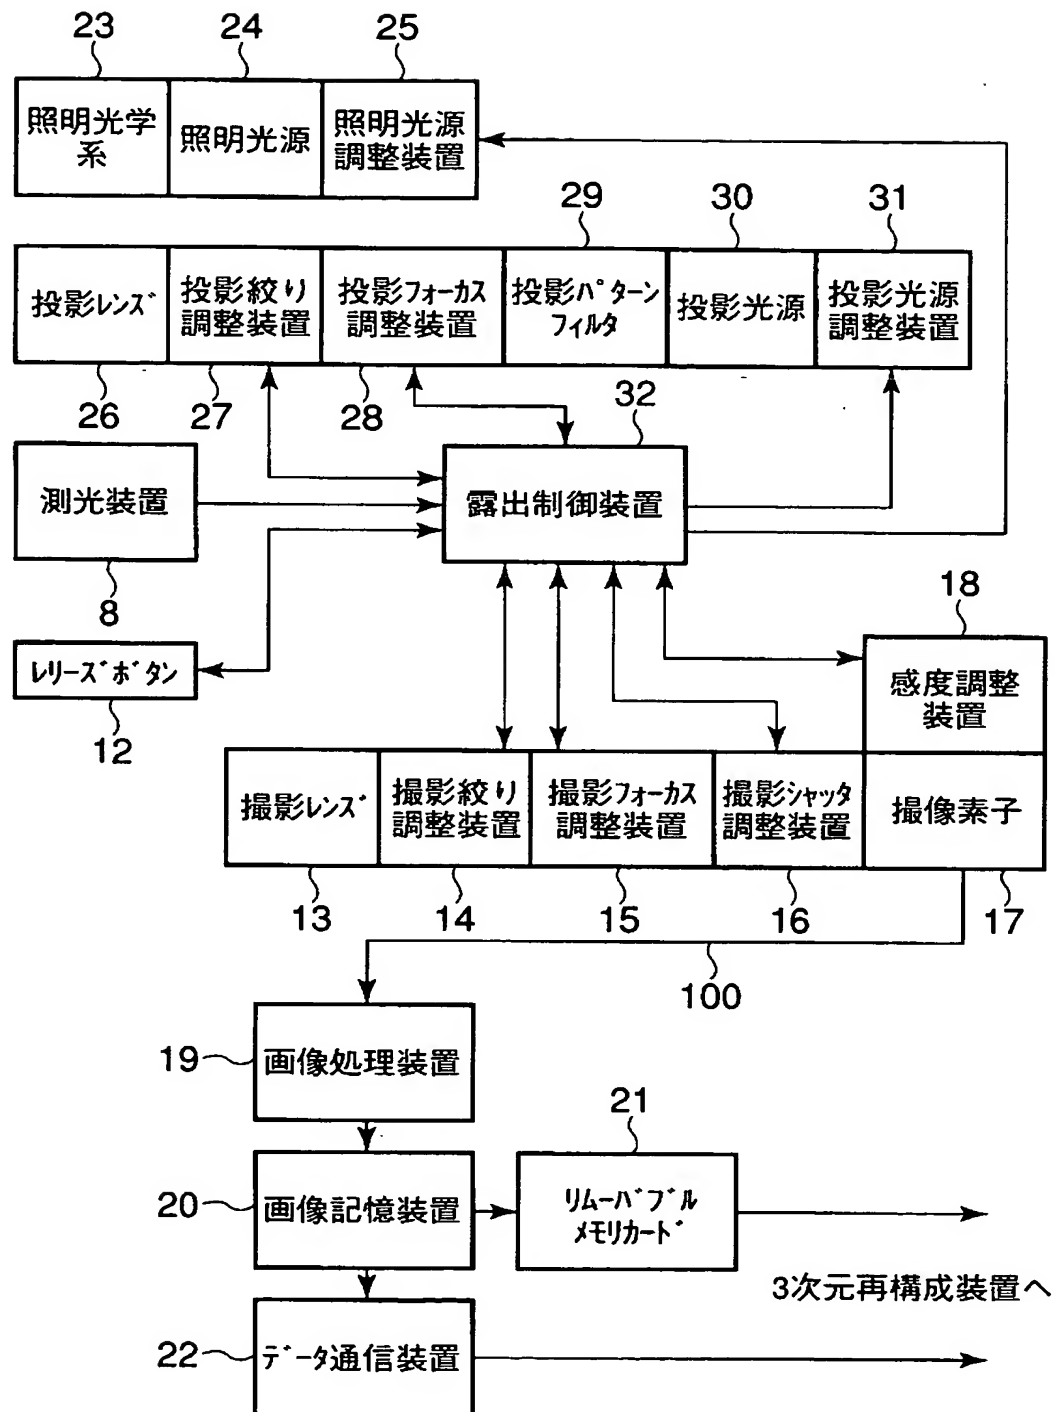 23
24
25
照明光学
系
照明光源
照明光源
調整装置
29
30
31
投影レンズ
投影絞り
調整装置
投影フォーカス
調整装置
投影パターン
フィルタ
投影光源
投影光源
調整装置
26
27
28
32
測光装置
露出制御装置
8
18
レリーズボタン
感度調整
装置
12
撮影レンズ
撮影絞り
調整装置
撮影フォーカス
調整装置
撮影シャッタ
調整装置
撮像素子
13
14
15
16
17
100
19
画像処理装置
21
20
画像記憶装置
リムーバブル
メモリカード
3次元再構成装置へ
22
データ通信装置